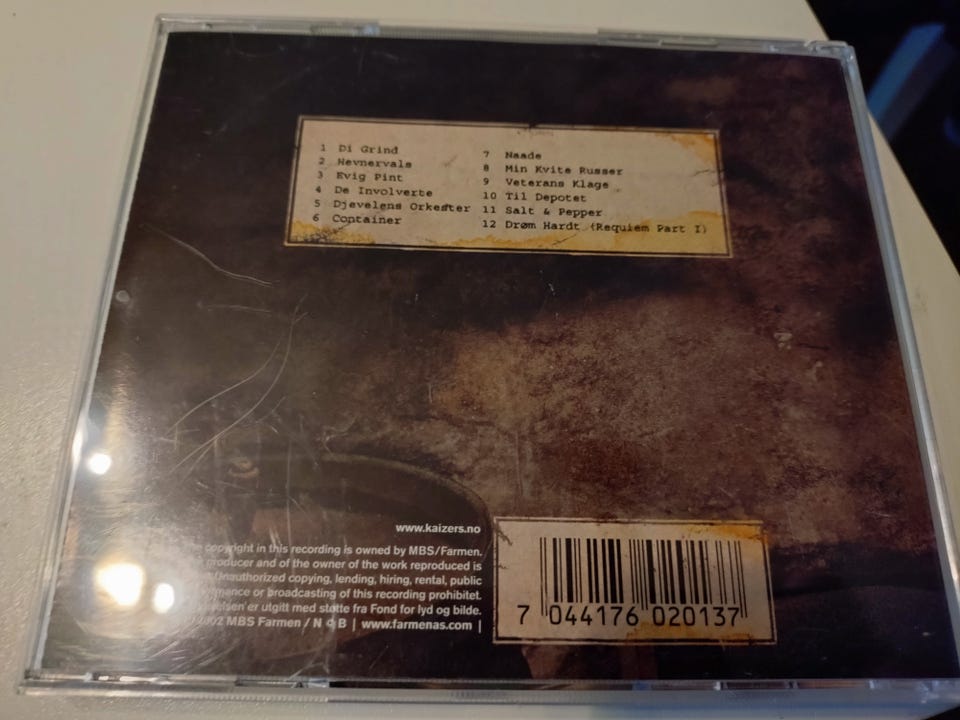 1 Di Grind
2 Hevnervals
3 Evig Pint
4 De Involverte
5 Djevelens Orkester
6 Container
7 Naade
8 Min Kvite Russer
9 Veterans Klage
10 Til Depotet
11 Salt & Pepper
12 Drøm Hardt (Requiem Part I)
www.kaizers.no
copyright in this recording is owned by MBS/Farmen.
producer and of the owner of the work reproduced is
Unauthorized copying, lending, hiring, rental, public
or broadcasting of this recording prohibitet.
er utgitt med støtte fra Fond for lyd og bilde.
2002 MBS Farmen / N B | www.farmenas.com |
7 044176 020137